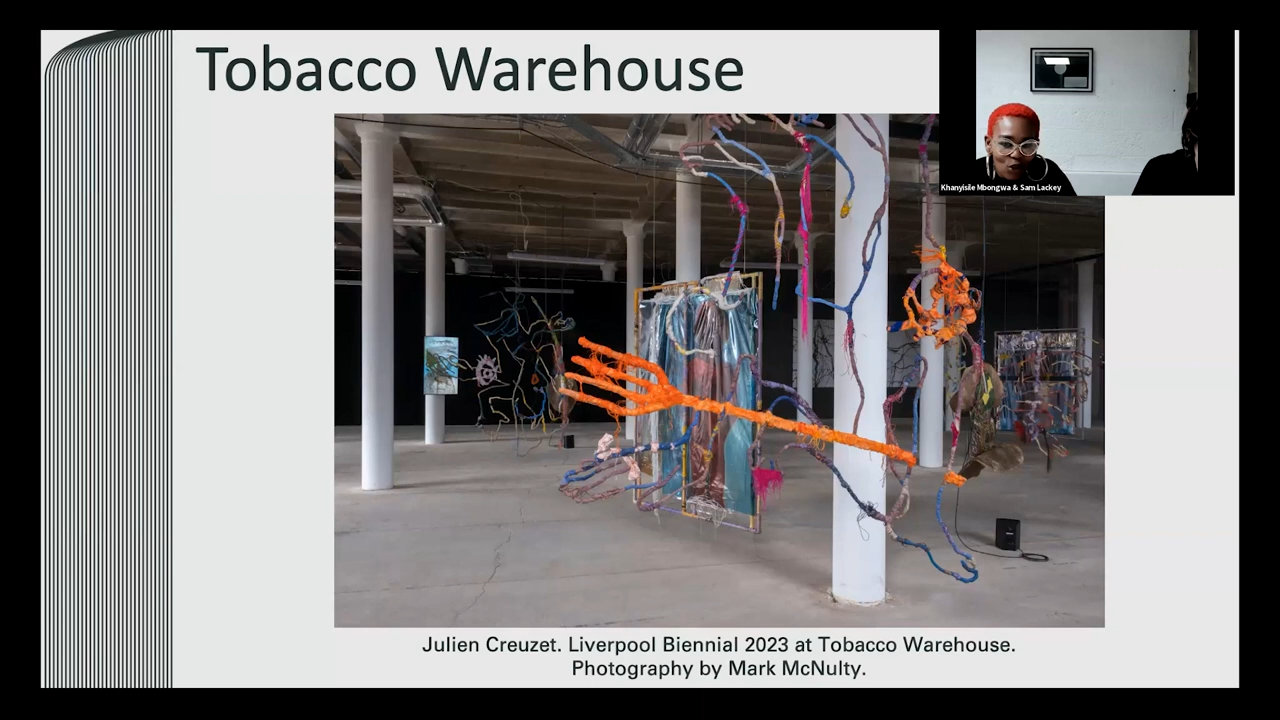 Tobacco Warehouse
Khanyisile Mbongwa & Sam Lackey
Julien Creuzet. Liverpool Biennial 2023 at Tobacco Warehouse.
Photography by Mark McNulty.